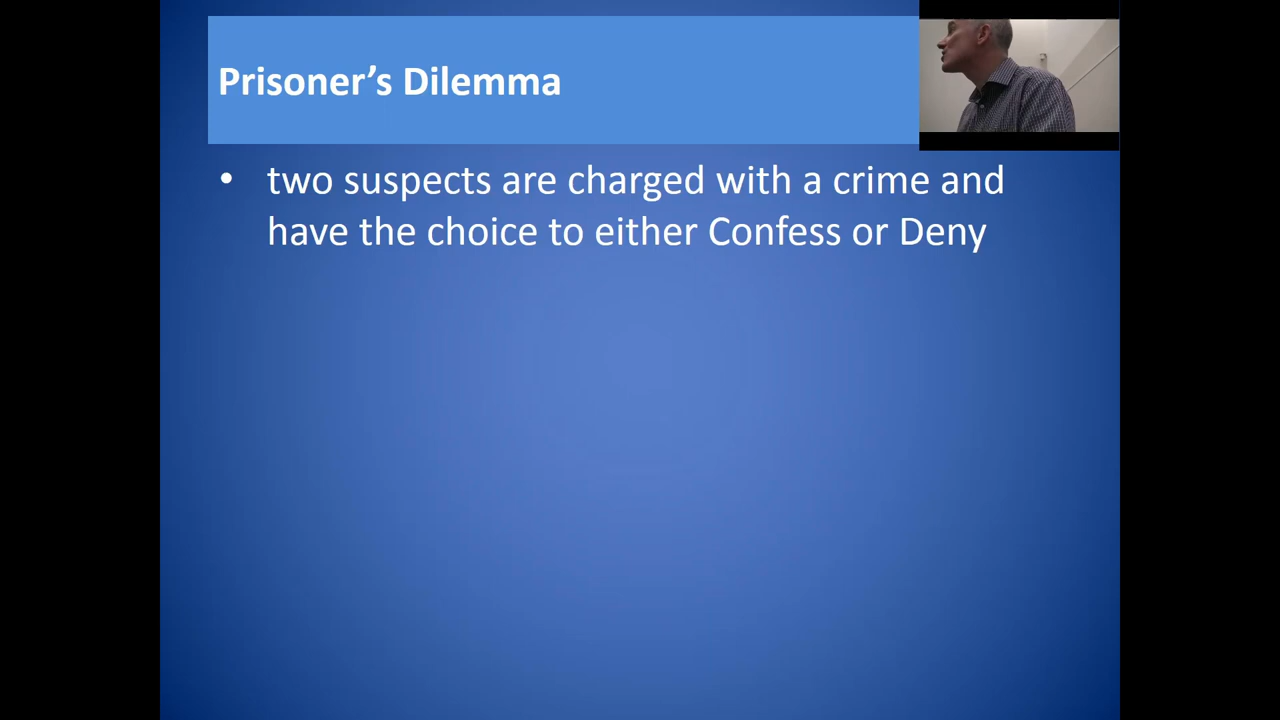 Prisoner’s Dilemma
• two suspects are charged with a crime and
have the choice to either Confess or Deny